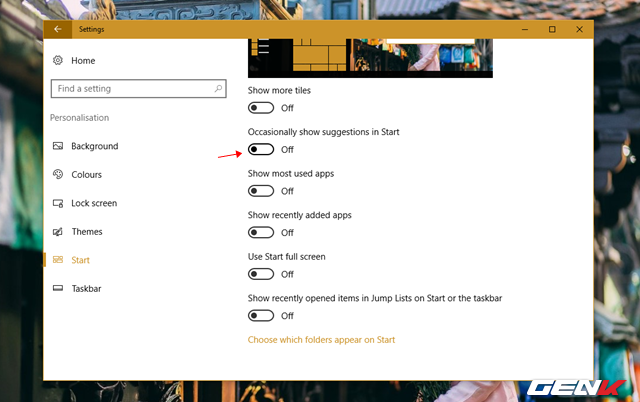 Settings
Home
Find a setting
Personalisation
Background
Colours
Lock screen
Themes
Start
Taskbar
Show more tiles
Off
Occasionally show suggestions in Start
Off
Show most used apps
Off
Show recently added apps
Off
Use Start full screen
Off
Show recently opened items in Jump Lists on Start or the taskbar
Off
Choose which folders appear on Start
GENK